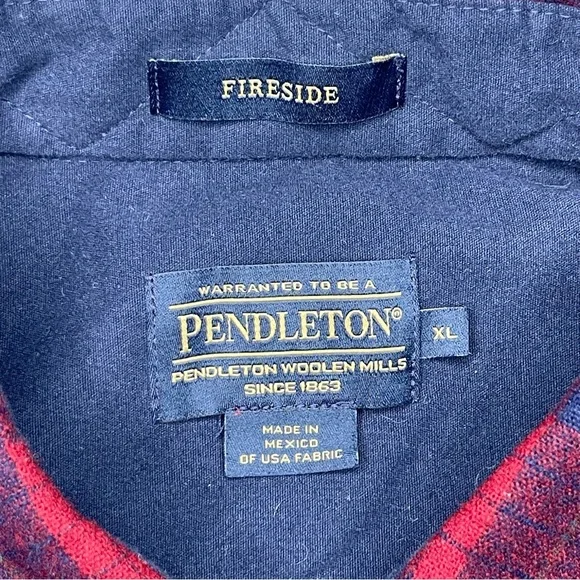 FIRESIDE
WARRANTED TO BE A
PENDLETON®
PENDLETON WOOLEN MILLS
SINCE 1863
XL
MADE IN
MEXICO
OF USA FABRIC